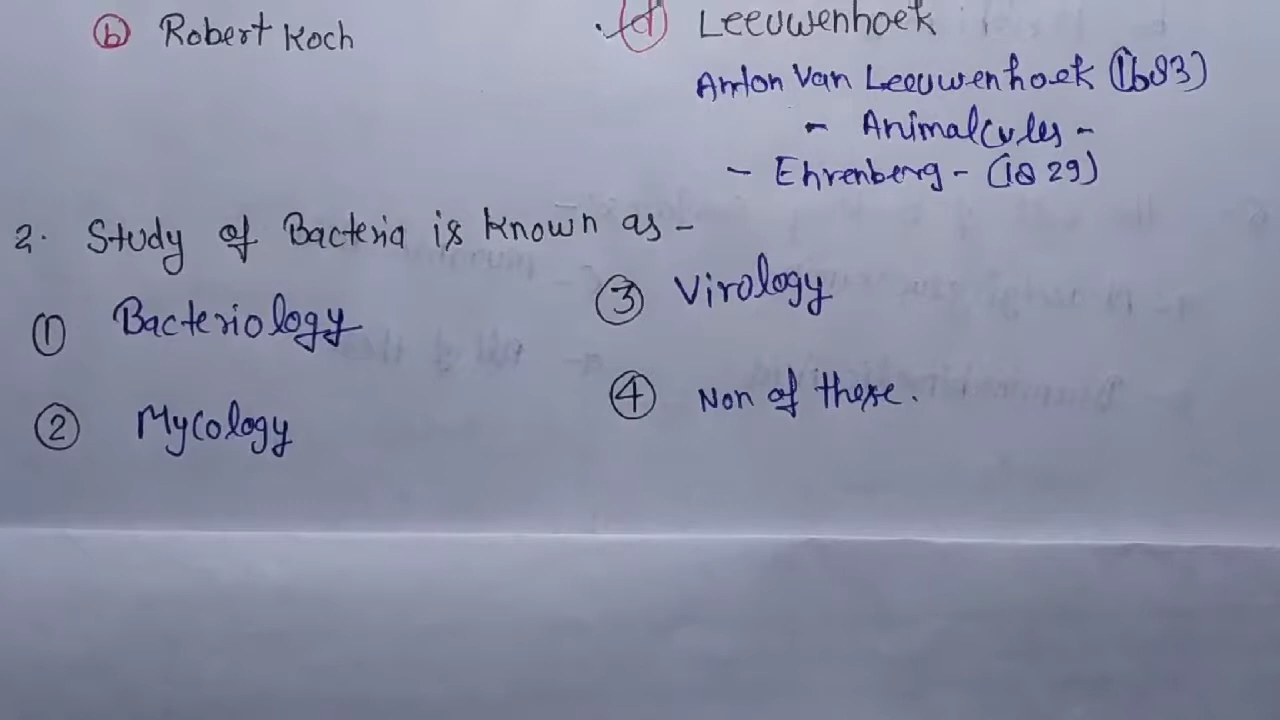 (b) Robert Koch
(d) Leeuwenhoek
Anton Van Leeuwenhoek (1683)
- Animalcules -
- Ehrenberg - (1829)
2. Study of Bacteria is known as -
① Bacteriology
③ Virology
② Mycology
④ Non of these.